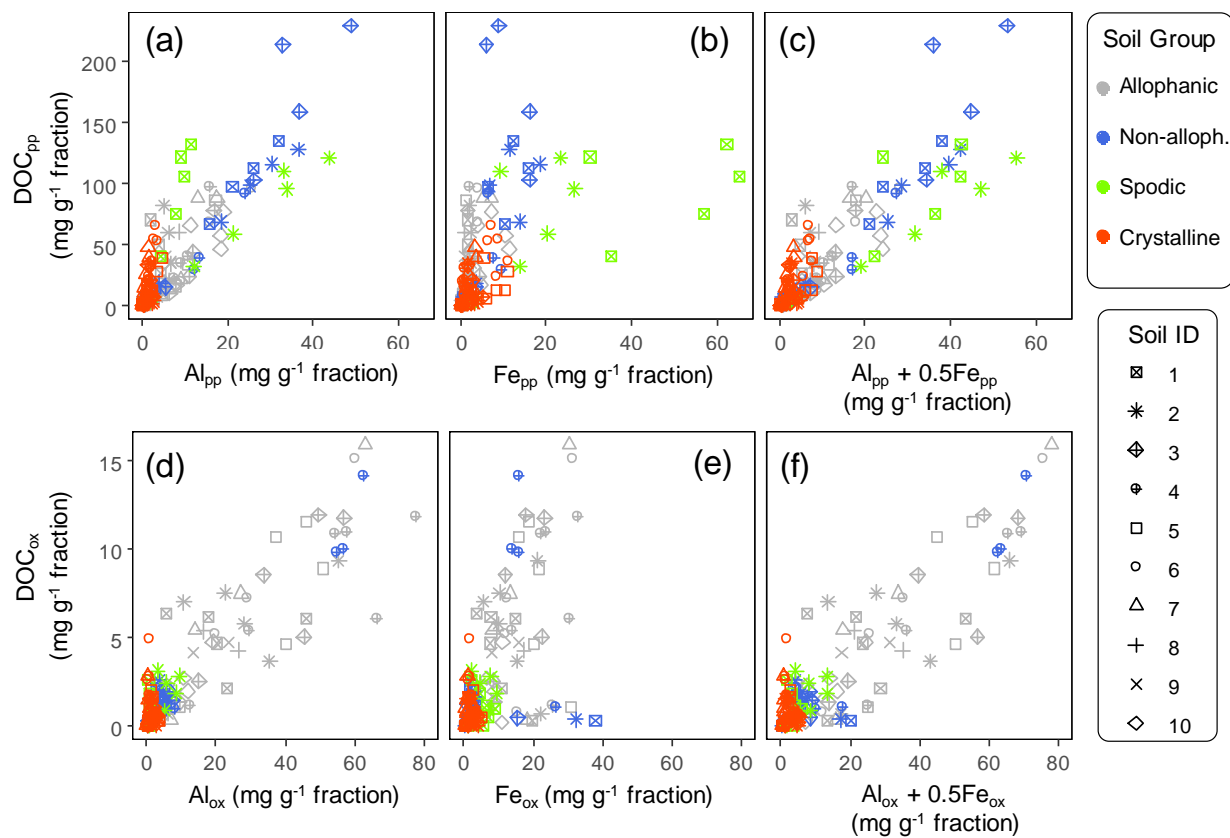 (a)
(b)
(c)
DOCpp
(mg g-1 fraction)
200
150
100
50
0
0 20 40 60
0 20 40 60
0 20 40 60
Alpp (mg g-1 fraction)
Fepp (mg g-1 fraction)
Alpp + 0.5Fepp
(mg g-1 fraction)
Soil Group
Allophanic
Non-alloph.
Spodic
Crystalline
(d)
(e)
(f)
DOCox
(mg g-1 fraction)
15
10
5
0
0 20 40 60 80
0 20 40 60 80
0 20 40 60 80
Alox (mg g-1 fraction)
Feox (mg g-1 fraction)
Alox + 0.5Feox
(mg g-1 fraction)
Soil ID
1
2
3
4
5
6
7
8
9
10